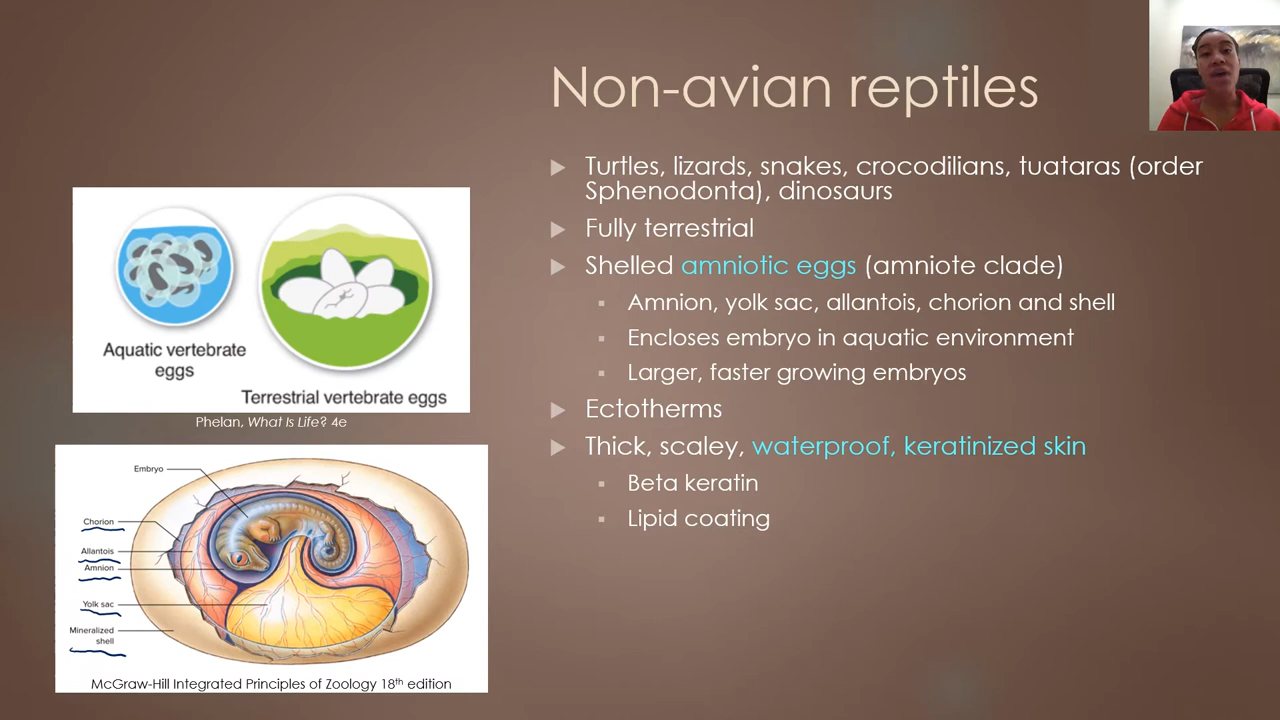 Non-avian reptiles
Turtles, lizards, snakes, crocodilians, tuataras (order
Sphenodonta), dinosaurs
Fully terrestrial
Shelled amniotic eggs (amniote clade)
Amnion, yolk sac, allantois, chorion and shell
Encloses embryo in aquatic environment
Larger, faster growing embryos
Ectotherms
Thick, scaley, waterproof, keratinized skin
Beta keratin
Lipid coating
Aquatic vertebrate
eggs
Terrestrial vertebrate eggs
Phelan, What Is Life? 4e
Embryo
Chorion
Allantois
Amnion
Yolk sac
Mineralized
shell
McGraw-Hill Integrated Principles of Zoology 18th edition